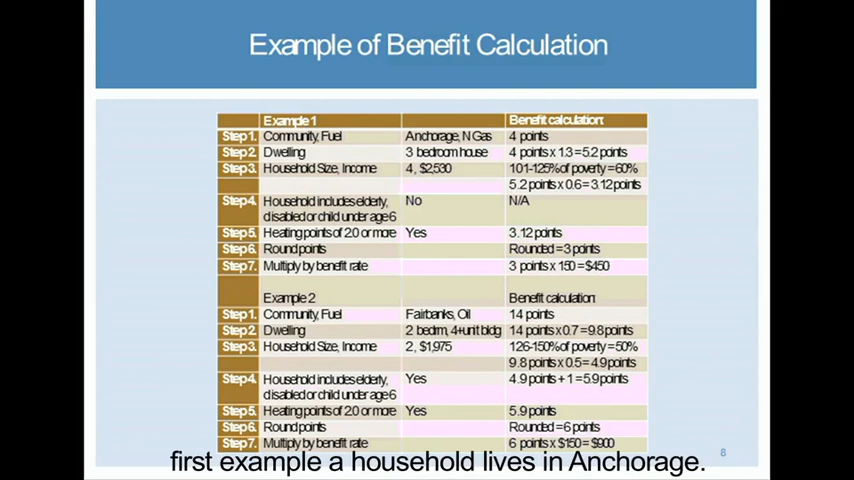 Example of Benefit Calculation
Example 1 Benefit calculation:
Step 1. Community, Fuel Anchorage, N Gas 4 points
Step 2. Dwelling 3 bedroom house 4 points x 1.3 = 5.2 points
Step 3. Household Size, Income 4, $2,530 101-125% of poverty = 60%
5.2 points x 0.6 = 3.12 points
Step 4. Household includes elderly, No N/A
disabled or child under age 6
Step 5. Heating points of 2.0 or more Yes 3.12 points
Step 6. Round points Rounded = 3 points
Step 7. Multiply by benefit rate 3 points x 150 = $450
Example 2 Benefit calculation:
Step 1. Community, Fuel Fairbanks, Oil 14 points
Step 2. Dwelling 2 bedrm, 4+unit bldg 14 points x 0.7 = 9.8 points
Step 3. Household Size, Income 2, $1,975 126-150% of poverty = 50%
9.8 points x 0.5 = 4.9 points
Step 4. Household includes elderly, Yes 4.9 points + 1 = 5.9 points
disabled or child under age 6
Step 5. Heating points of 2.0 or more Yes 5.9 points
Step 6. Round points Rounded = 6 points
Step 7. Multiply by benefit rate 6 points x $150 = $900
8
first example a household lives in Anchorage.